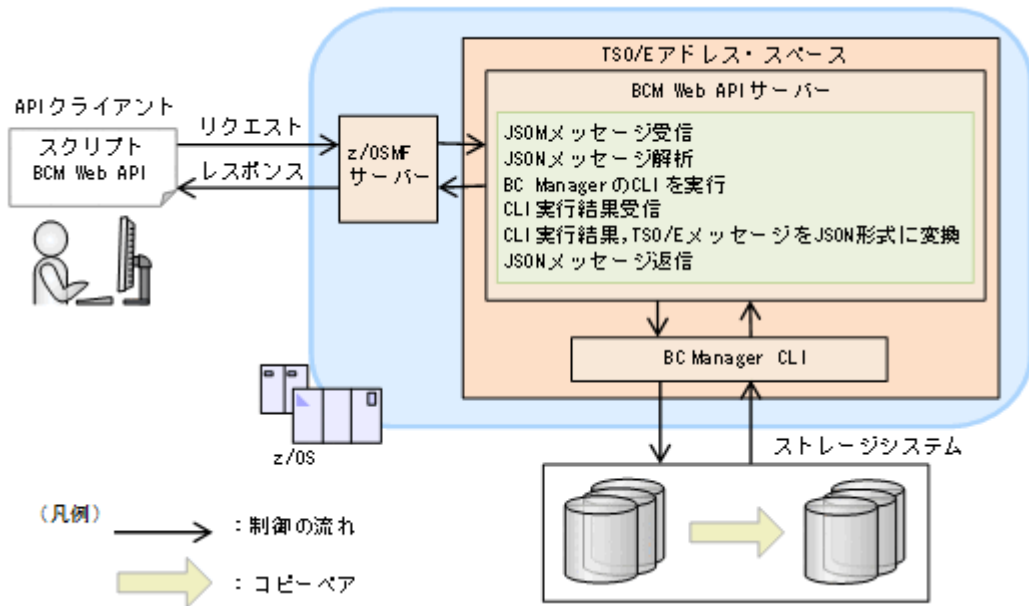 TSO/Eアドレス・スペース
BCM Web APIサーバー
APIクライアント
スクリプト
BCM Web API
リクエスト
レスポンス
z/OSMF
サーバー
JSOMメッセージ受信
JSONメッセージ解析
BC ManagerのCLIを実行
CLI実行結果受信
CLI実行結果,TSO/EメッセージをJSON形式に変換
JSONメッセージ返信
BC Manager CLI
z/OS
ストレージシステム
(凡例)
:制御の流れ
:コピーペア